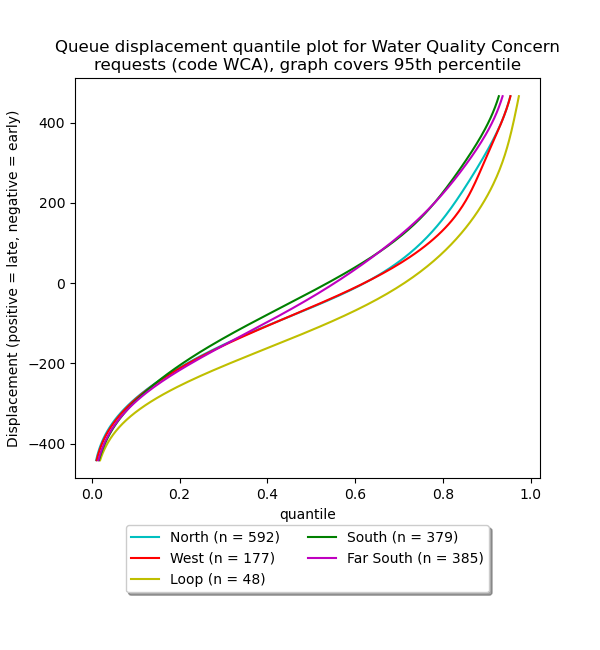 Queue displacement quantile plot for Water Quality Concern
requests (code WCA), graph covers 95th percentile
Displacement (positive = late, negative = early)
400
200
0
−200
−400
0.0 0.2 0.4 0.6 0.8 1.0
quantile
North (n = 592) South (n = 379)
West (n = 177) Far South (n = 385)
Loop (n = 48)